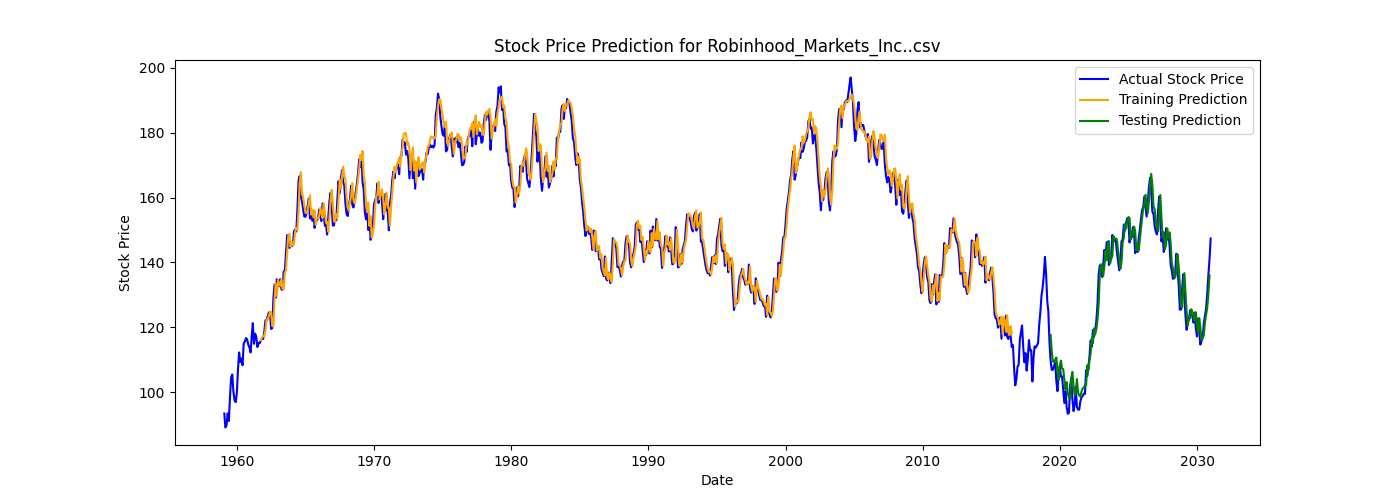 Stock Price Prediction for Robinhood_Markets_Inc..csv
Actual Stock Price
Training Prediction
Testing Prediction
Stock Price
200
180
160
140
120
100
1960
1970
1980
1990
2000
2010
2020
2030
Date